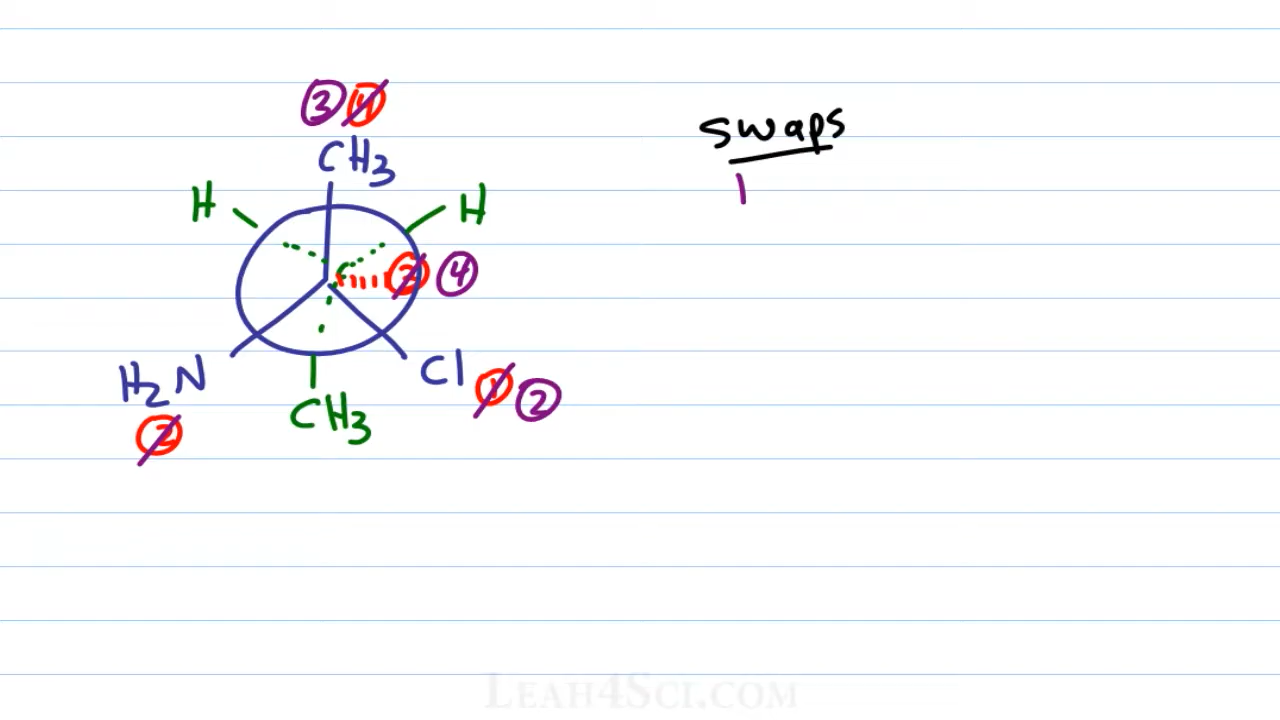 ③ ④
swaps
CH3
1
H H
③ ④
H2N Cl ① ②
② CH3
LEAH4SCI.COM